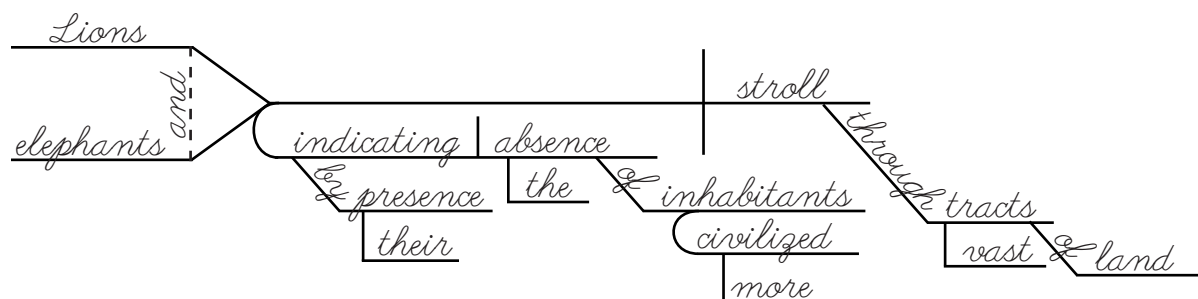 Lions
and
elephants
stroll
indicating absence
through
by presence
the
of inhabitants
tracts
their
civilized
vast
of land
more